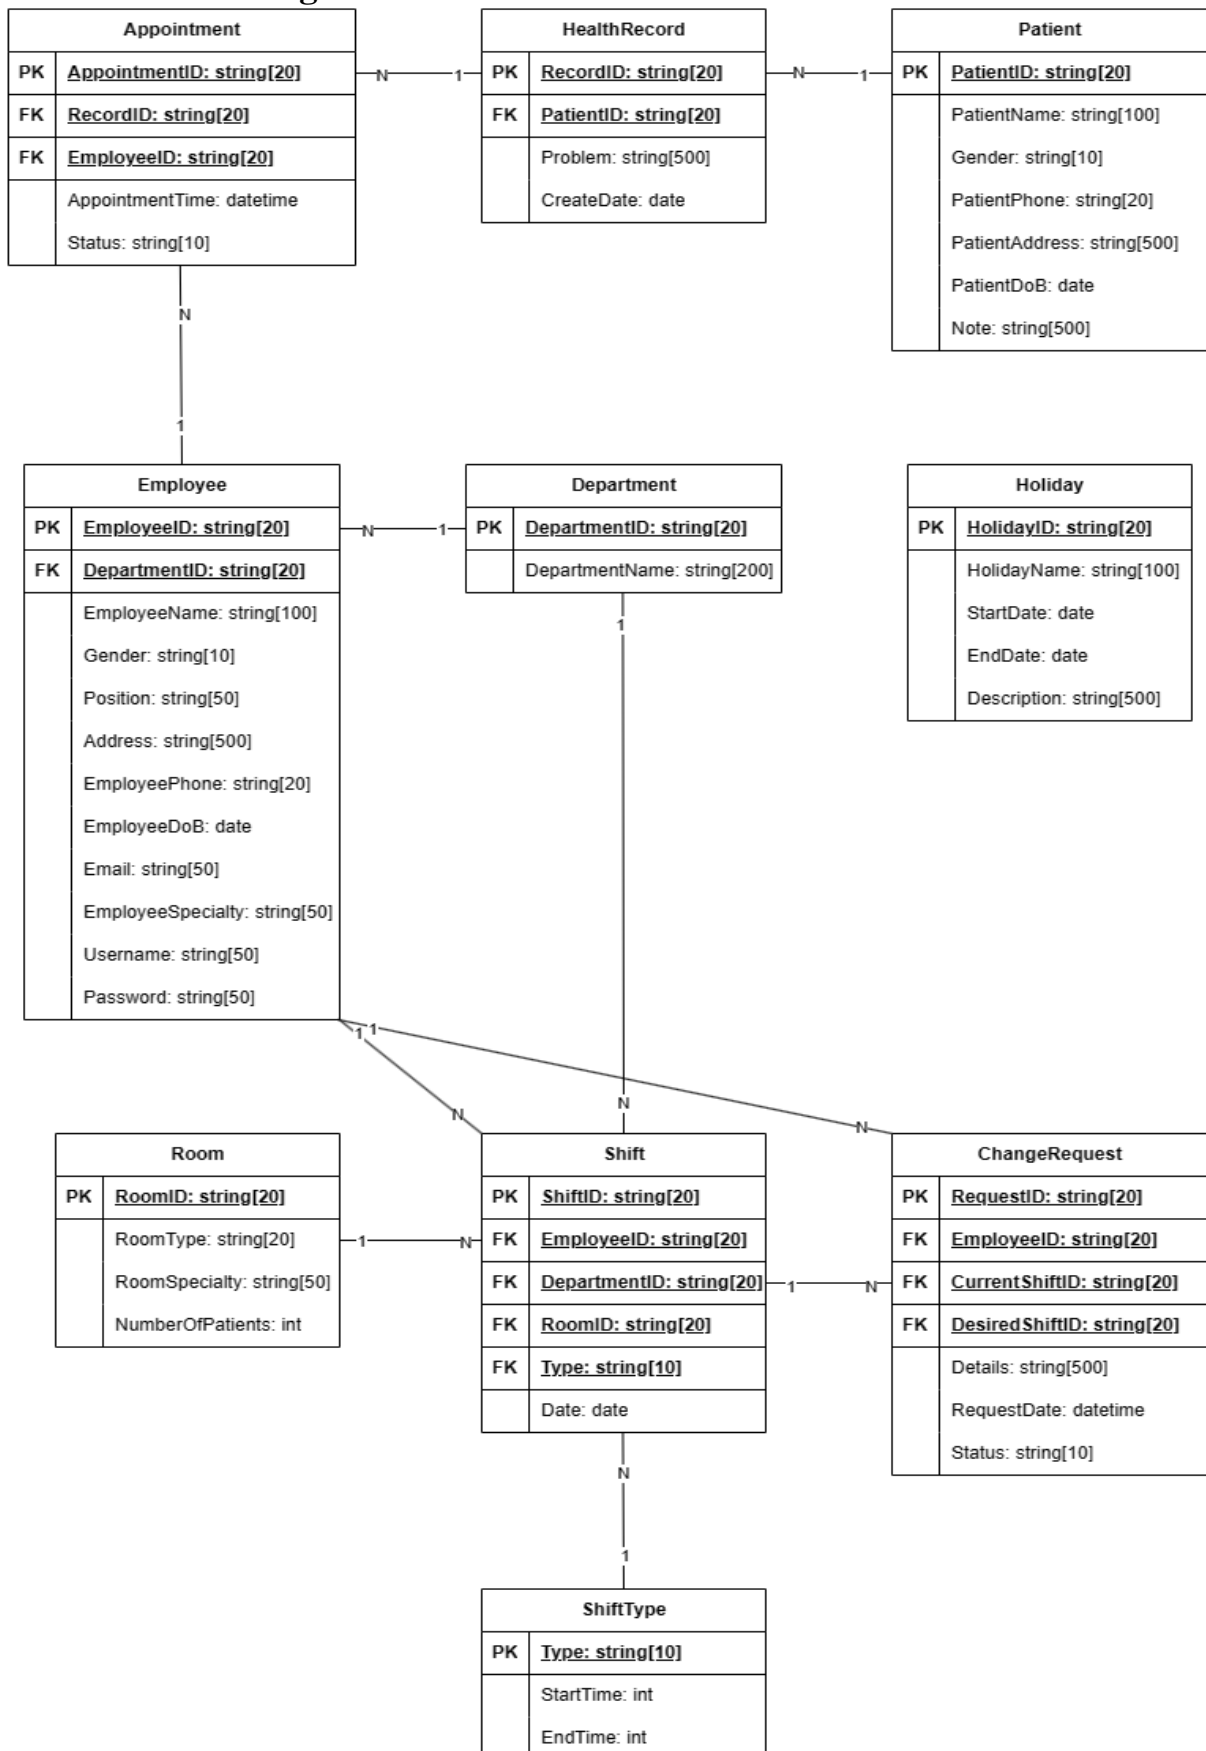 Appointment
PK AppointmentID: string[20]
FK RecordID: string[20]
FK EmployeeID: string[20]
AppointmentTime: datetime
Status: string[10]
N 1
HealthRecord
PK RecordID: string[20]
FK PatientID: string[20]
Problem: string[500]
CreateDate: date
N 1
Patient
PK PatientID: string[20]
PatientName: string[100]
Gender: string[10]
PatientPhone: string[20]
PatientAddress: string[500]
PatientDoB: date
Note: string[500]
N
1
Employee
PK EmployeeID: string[20]
FK DepartmentID: string[20]
EmployeeName: string[100]
Gender: string[10]
Position: string[50]
Address: string[500]
EmployeePhone: string[20]
EmployeeDoB: date
Email: string[50]
EmployeeSpecialty: string[50]
Username: string[50]
Password: string[50]
N 1
Department
PK DepartmentID: string[20]
DepartmentName: string[200]
Holiday
PK HolidayID: string[20]
HolidayName: string[100]
StartDate: date
EndDate: date
Description: string[500]
1
N
1 1
N
N
Room
PK RoomID: string[20]
RoomType: string[20]
RoomSpecialty: string[50]
NumberOfPatients: int
1 N
Shift
PK ShiftID: string[20]
FK EmployeeID: string[20]
FK DepartmentID: string[20]
FK RoomID: string[20]
FK Type: string[10]
Date: date
1 N
ChangeRequest
PK RequestID: string[20]
FK EmployeeID: string[20]
FK CurrentShiftID: string[20]
FK DesiredShiftID: string[20]
Details: string[500]
RequestDate: datetime
Status: string[10]
N
1
ShiftType
PK Type: string[10]
StartTime: int
EndTime: int